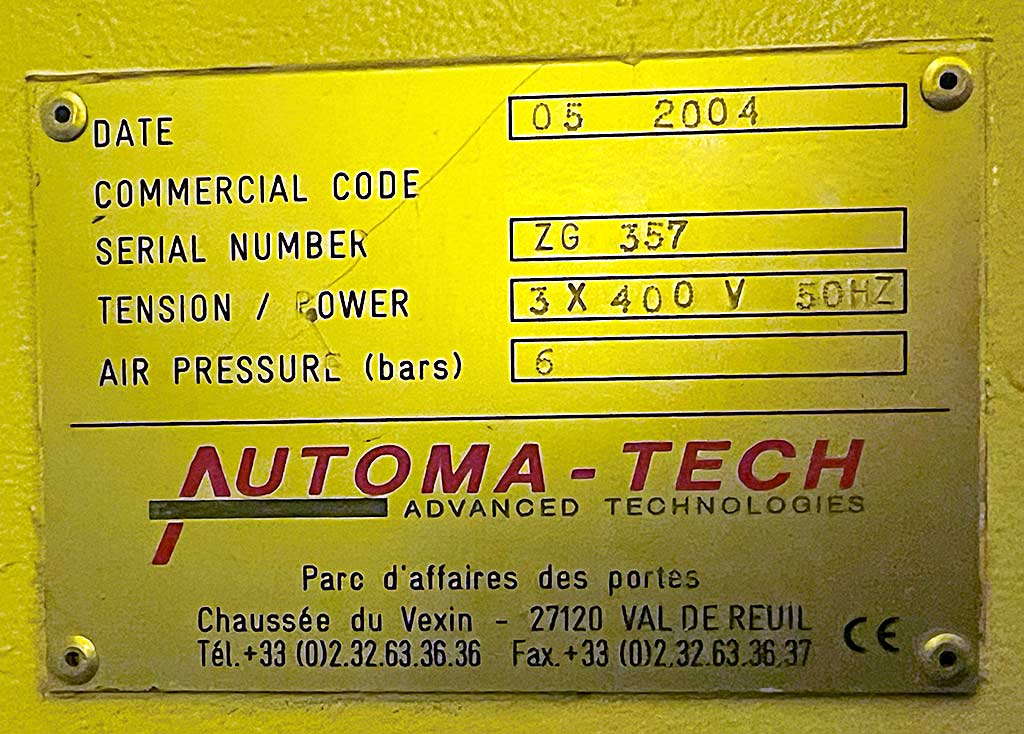 DATE 05 2004
COMMERCIAL CODE
SERIAL NUMBER ZG 357
TENSION / POWER 3 X 400 V 50HZ
AIR PRESSURE (bars) 6
AUTOMA-TECH
ADVANCED TECHNOLOGIES
Parc d'affaires des portes
Chaussée du Vexin - 27120 VAL DE REUIL
Tél.+33 (0)2.32.63.36.36 Fax.+33 (0)2.32.63.36.37
CE